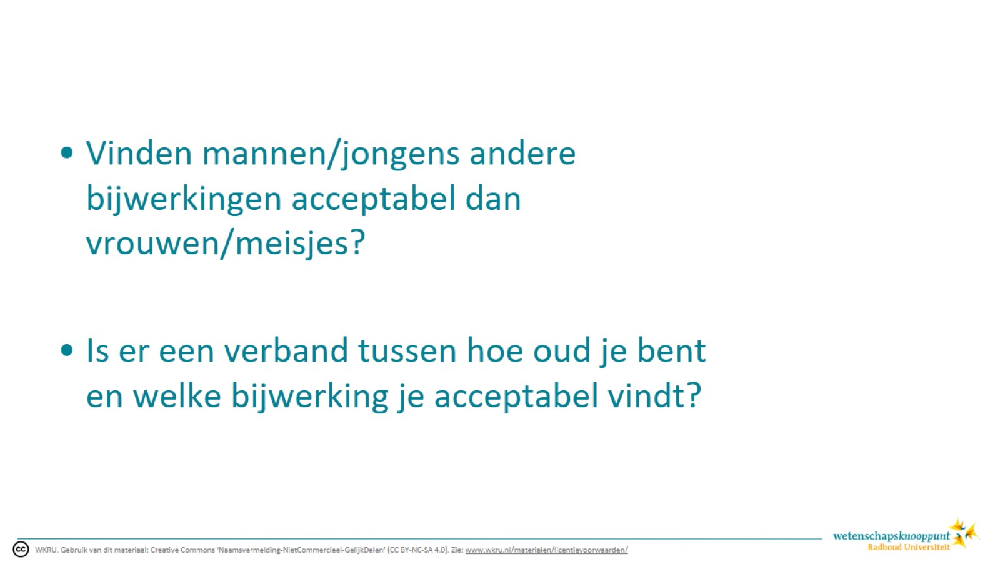 • Vinden mannen/jongens andere
bijwerkingen acceptabel dan
vrouwen/meisjes?
• Is er een verband tussen hoe oud je bent
en welke bijwerking je acceptabel vindt?
wetenschapsknooppunt
Radboud Universiteit
cc WKRU. Gebruik van dit materiaal: Creative Commons ‘Naamsvermelding-NietCommercieel-GelijkDelen’ (CC BY-NC-SA 4.0). Zie: www.wkru.nl/materialen/licentievoorwaarden/